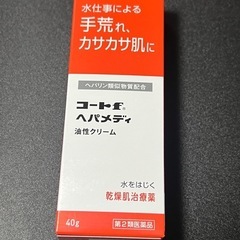 水仕事による
手荒れ、
カサカサ肌に
ヘパリン類似物質配合
コートf®
ヘパメディ
油性クリーム
水をはじく
乾燥肌治療薬
40g
第2類医薬品